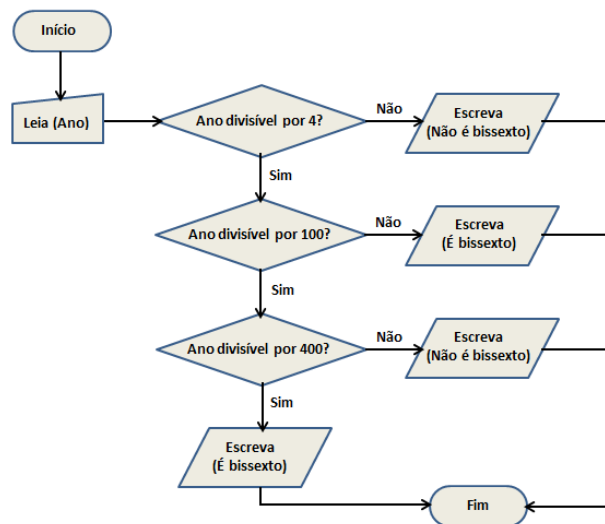 Início
Leia (Ano)
Ano divisível por 4?
Não
Escreva
(Não é bissexto)
Sim
Ano divisível por 100?
Não
Escreva
(É bissexto)
Sim
Ano divisível por 400?
Não
Escreva
(Não é bissexto)
Sim
Escreva
(É bissexto)
Fim